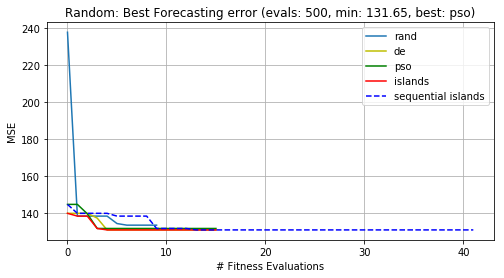 Random: Best Forecasting error (evals: 500, min: 131.65, best: pso)
240
220
200
180
160
140
MSE
0
10
20
30
40
# Fitness Evaluations
rand
de
pso
islands
sequential islands